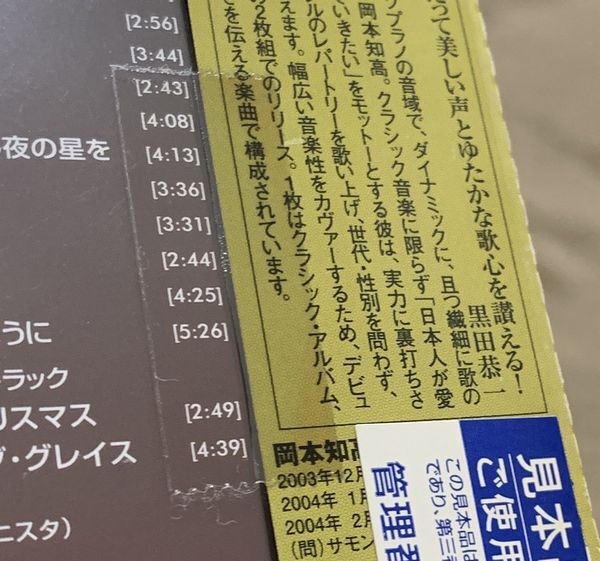 [2:56]
[3:44]
[2:43]
[4:08]
夜の星を [4:13]
[3:36]
[3:31]
[2:44]
[4:25]
うに [5:26]
トラック
リスマス [2:49]
グ・グレイス [4:39]
ニスタ）
って美しい声とゆたかな歌心を讃える！
黒田恭一
プラノの音域で、ダイナミックに、且つ繊細に歌の
岡本知高。クラシック音楽に限らず「日本人が愛
いきたい」をモットーとする彼は、実力に裏打ちさ
ルのレパートリーを歌い上げ、世代・性別を問わず、
えます。幅広い音楽性をカヴァーするため、デビュ
2枚組でのリリース。1枚はクラシック・アルバム、
を伝える楽曲で構成されています。
岡本知高
2003年12月
2004年 1月
2004年 2月
（問）サモン
見本
ご使用
この見本品は
であり、第三
管理